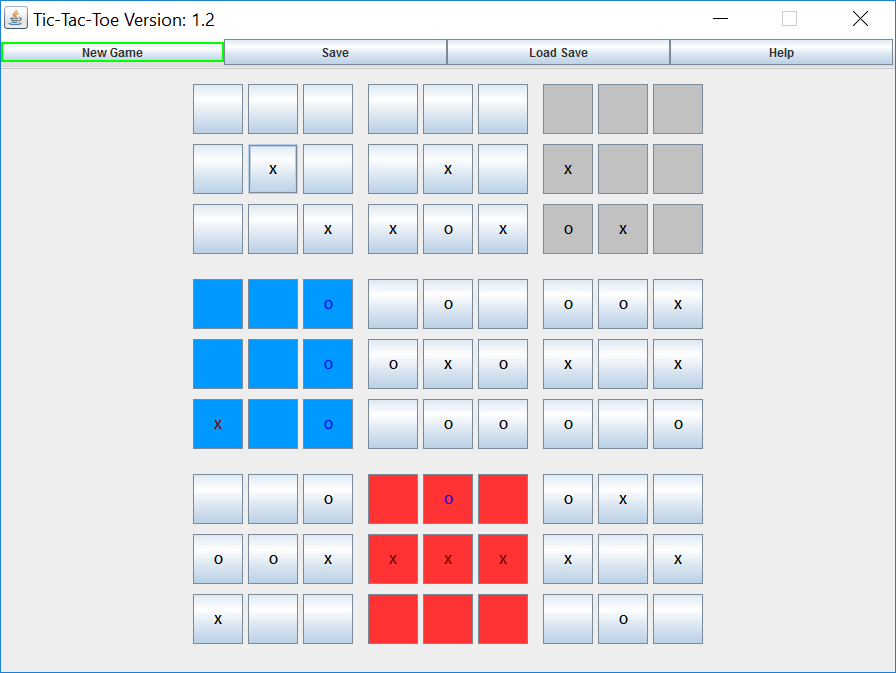 Tic-Tac-Toe Version: 1.2
New Game Save Load Save Help
x x x
x x o x o x
o o o o x
o o x o x x
x o o o o o
o o o x
o o x x x x x x
x o